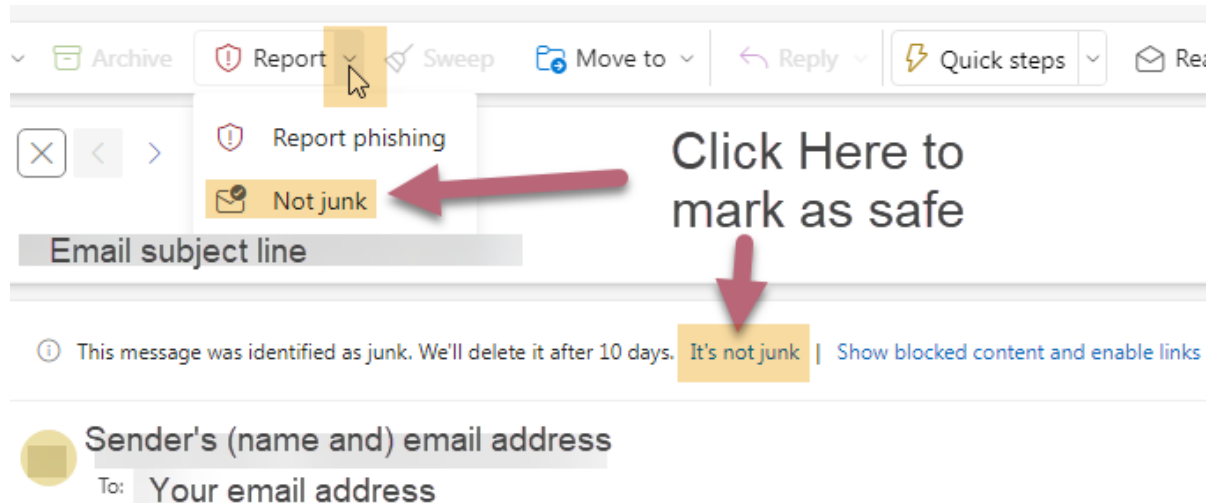 Archive Report Sweep Move to Reply Quick steps
Report phishing
Click Here to
mark as safe
Not junk
Email subject line
This message was identified as junk. We'll delete it after 10 days. It's not junk | Show blocked content and enable links
Sender's (name and) email address
To: Your email address